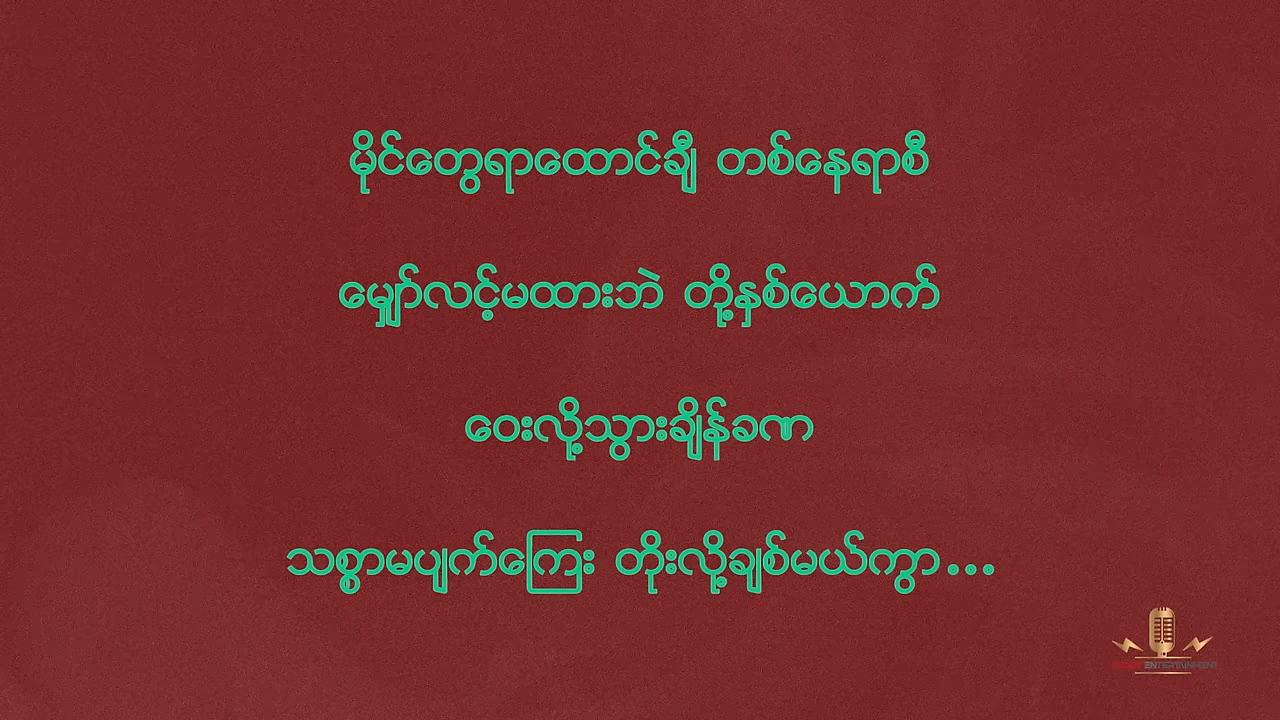 မိုင်တွေရာထောင်ချီ တစ်နေရာစီ
မျှော်လင့်မထားဘဲ တို့နှစ်ယောက်
ဝေးလို့သွားချိန်ခဏ
သစ္စာမပျက်ကြေး တိုးလို့ချစ်မယ်ကွာ...
ENTERTAINMENT